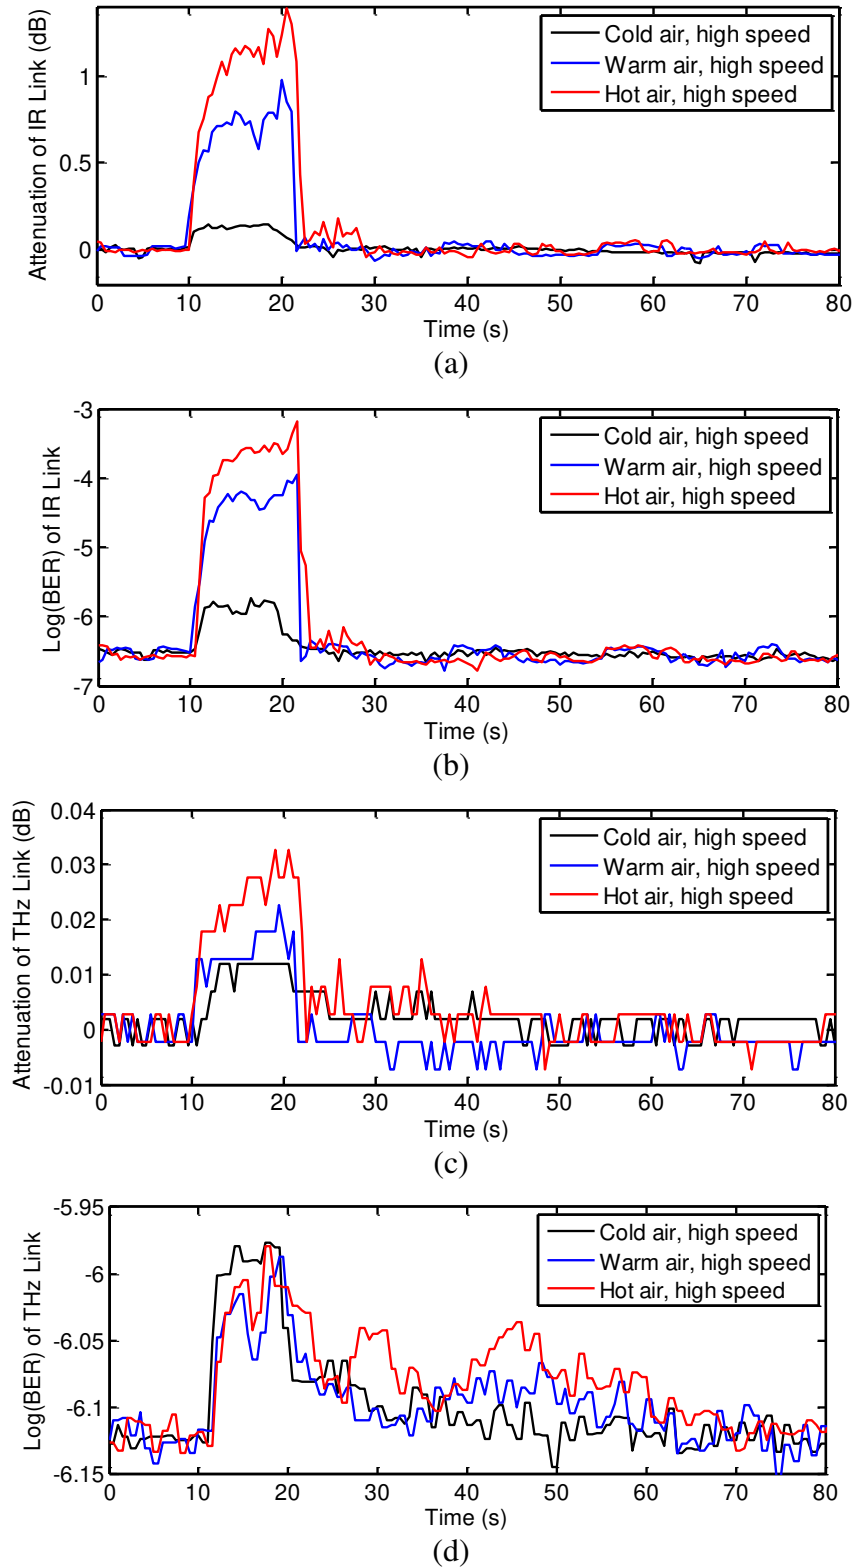 Attenuation of IR Link (dB)
1
0.5
0
Cold air, high speed
Warm air, high speed
Hot air, high speed
0 10 20 30 40 50 60 70 80
Time (s)
(a)
Log(BER) of IR Link
-3
-4
-5
-6
-7
Cold air, high speed
Warm air, high speed
Hot air, high speed
0 10 20 30 40 50 60 70 80
Time (s)
(b)
Attenuation of THz Link (dB)
0.04
0.03
0.02
0.01
0
-0.01
Cold air, high speed
Warm air, high speed
Hot air, high speed
0 10 20 30 40 50 60 70 80
Time (s)
(c)
Log(BER) of THz Link
-5.95
-6
-6.05
-6.1
-6.15
Cold air, high speed
Warm air, high speed
Hot air, high speed
0 10 20 30 40 50 60 70 80
Time (s)
(d)